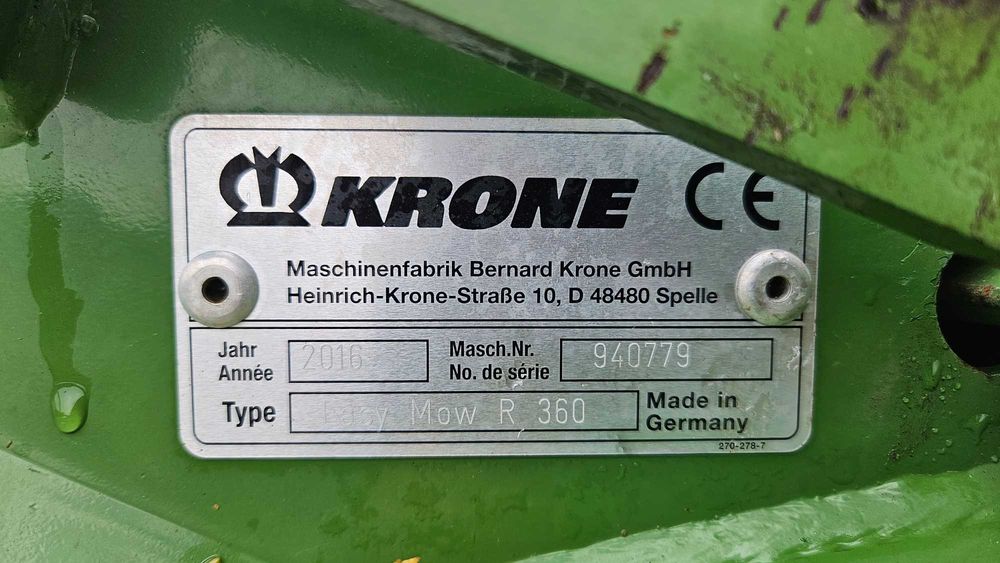 KRONE CE
Maschinenfabrik Bernard Krone GmbH
Heinrich-Krone-Straße 10, D 48480 Spelle
Jahr 2016 Masch.Nr. 940779
Année No. de série
Type Easy Mow R 360 Made in
Germany
270-278-7